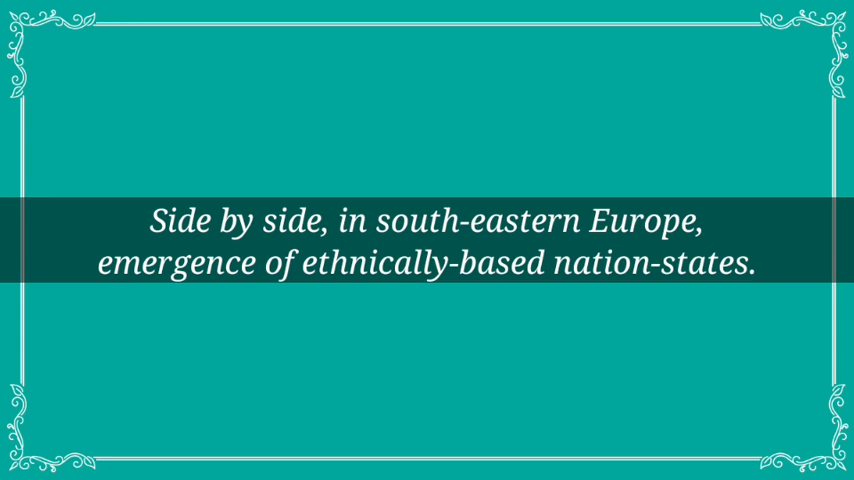 Side by side, in south-eastern Europe,
emergence of ethnically-based nation-states.